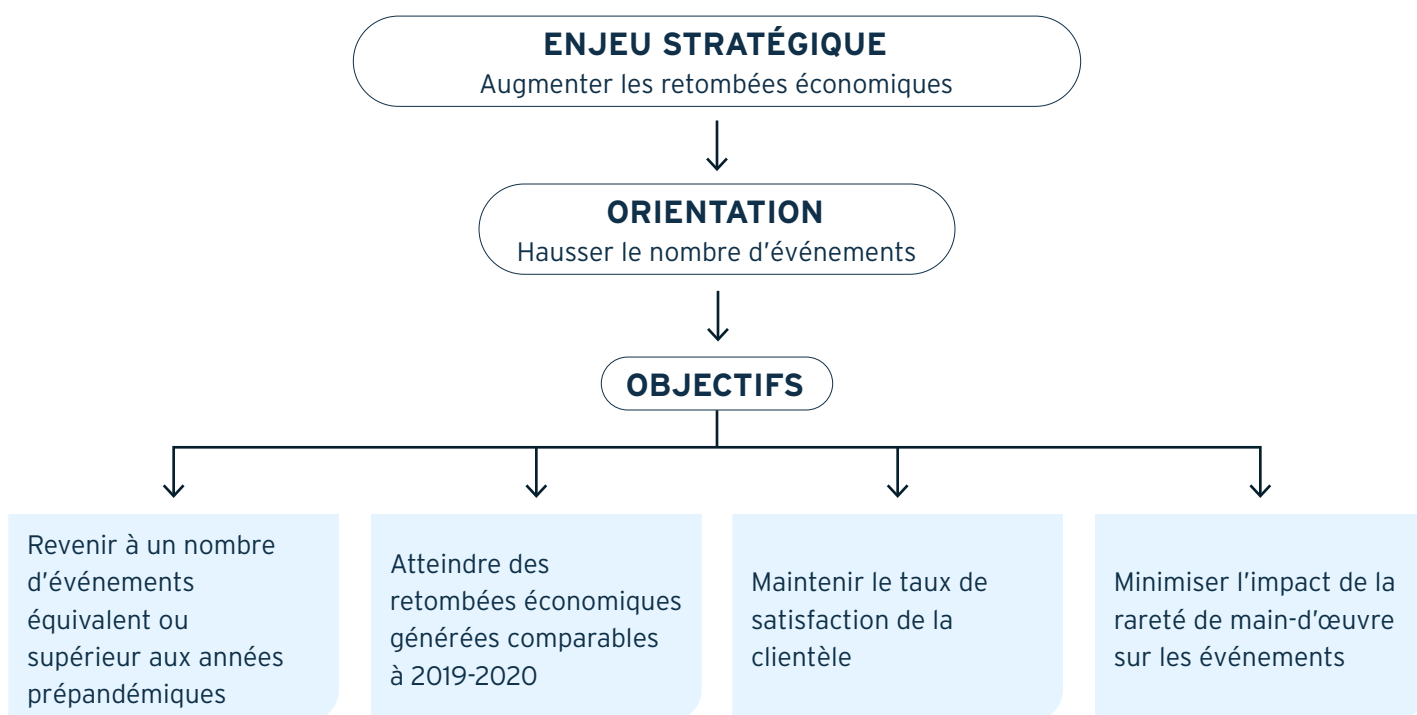 ENJEU STRATÉGIQUE
Augmenter les retombées économiques
ORIENTATION
Hausser le nombre d’événements
OBJECTIFS
Revenir à un nombre
d’événements
équivalent ou
supérieur aux années
prépandémiques
Atteindre des
retombées économiques
générées comparables
à 2019-2020
Maintenir le taux de
satisfaction de la
clientèle
Minimiser l’impact de la
rareté de main-d’œuvre
sur les événements